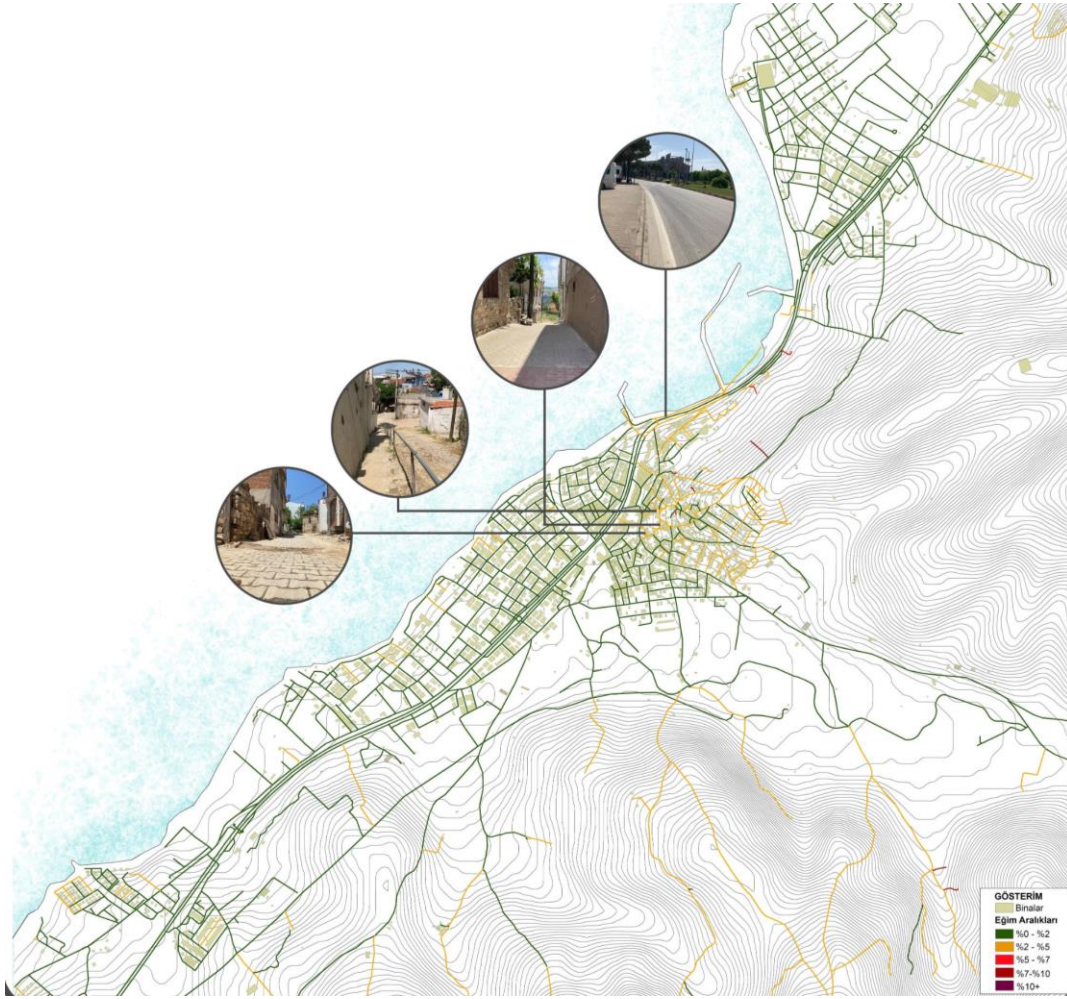 GÖSTERİM
Binalar
Eğim Aralıkları
%0 - %2
%2 - %5
%5 - %7
%7-%10
%10+